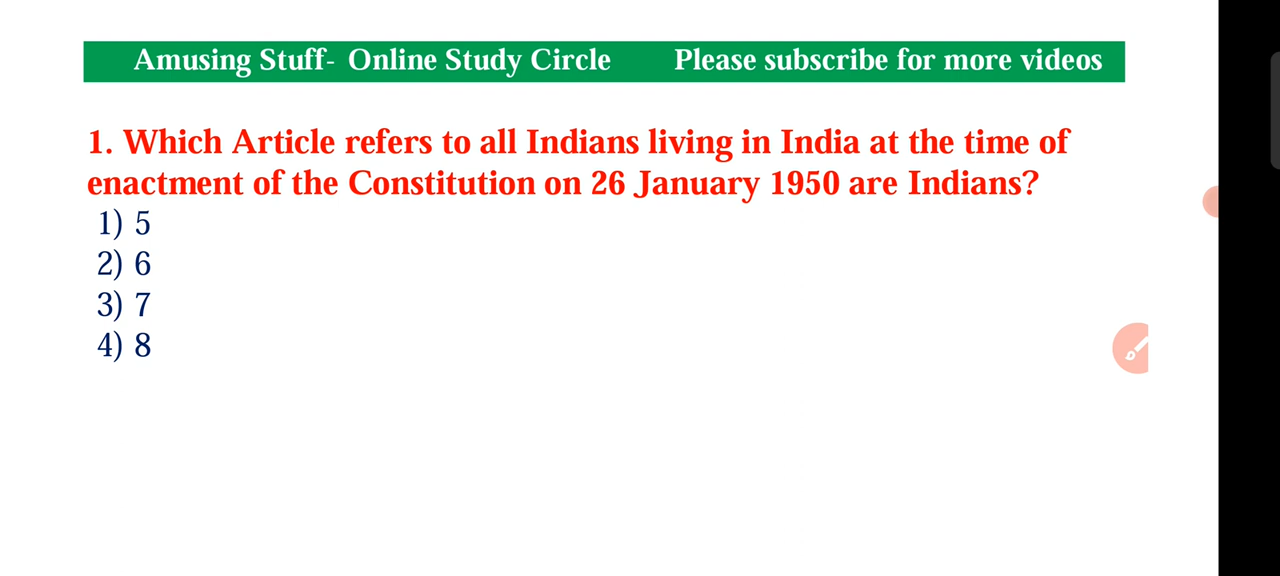 Amusing Stuff- Online Study Circle Please subscribe for more videos
1. Which Article refers to all Indians living in India at the time of
enactment of the Constitution on 26 January 1950 are Indians?
1) 5
2) 6
3) 7
4) 8